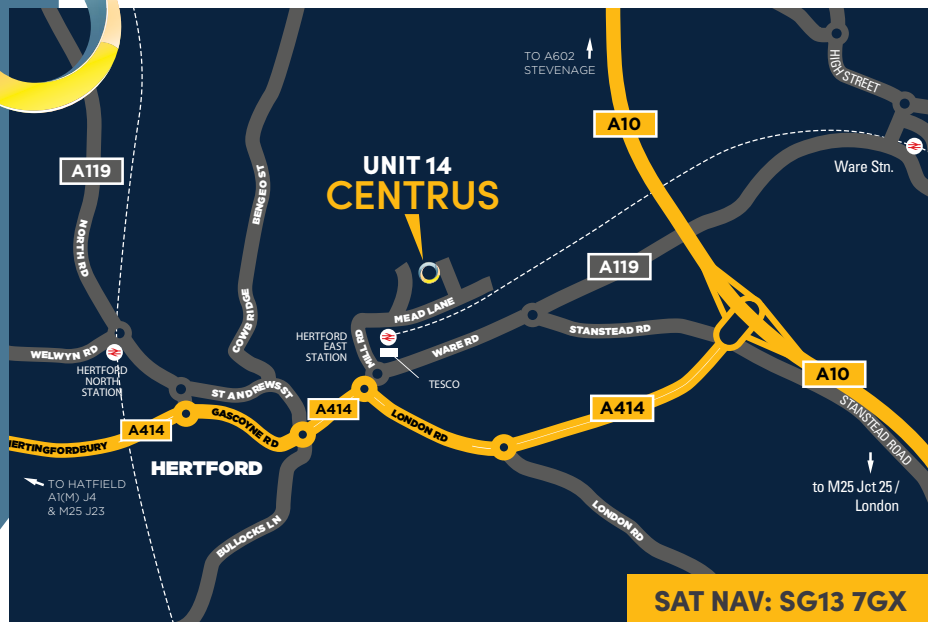 TO A602
STEVENAGE
HIGH STREET
A10
A119
UNIT 14
CENTRUS
Ware Stn.
NORTH RD
BENGEO ST
A119
MEAD LANE
COWBRIDGE
HERTFORD
EAST
STATION
MILL RD
WARE RD
STANSTEAD RD
WELWYN RD
HERTFORD
NORTH
STATION
TESCO
ST ANDREWS ST
A10
A414
A414
A414
GASCOYNE RD
LONDON RD
STANSTEAD ROAD
ERTINGFORDBURY
HERTFORD
TO HATFIELD
A1(M) J4
& M25 J23
to M25 Jct 25 /
London
BULLOCKS LN
LONDON RD
SAT NAV: SG13 7GX